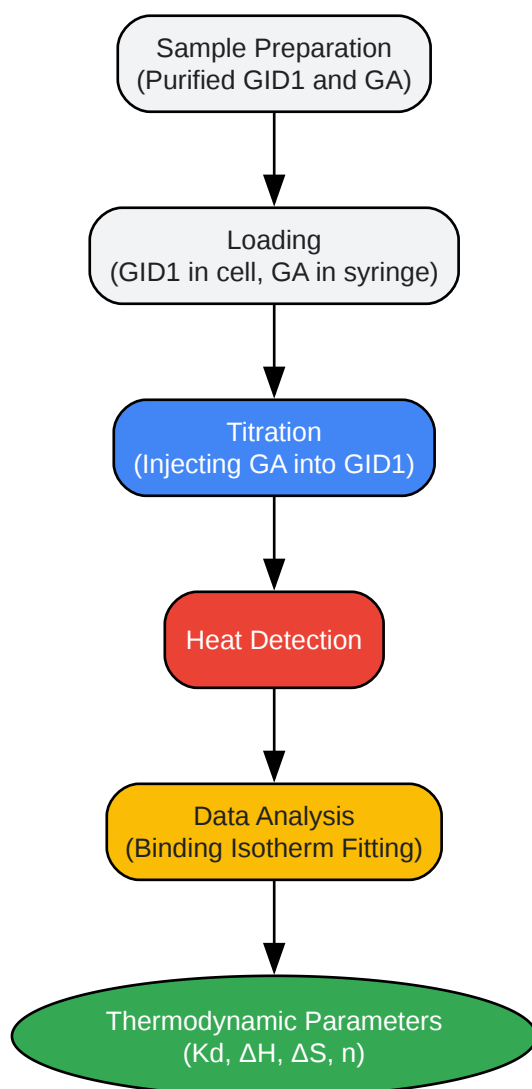 Sample Preparation
(Purified GID1 and GA)
Loading
(GID1 in cell, GA in syringe)
Titration
(Injecting GA into GID1)
Heat Detection
Data Analysis
(Binding Isotherm Fitting)
Thermodynamic Parameters
(Kd, ΔH, ΔS, n)